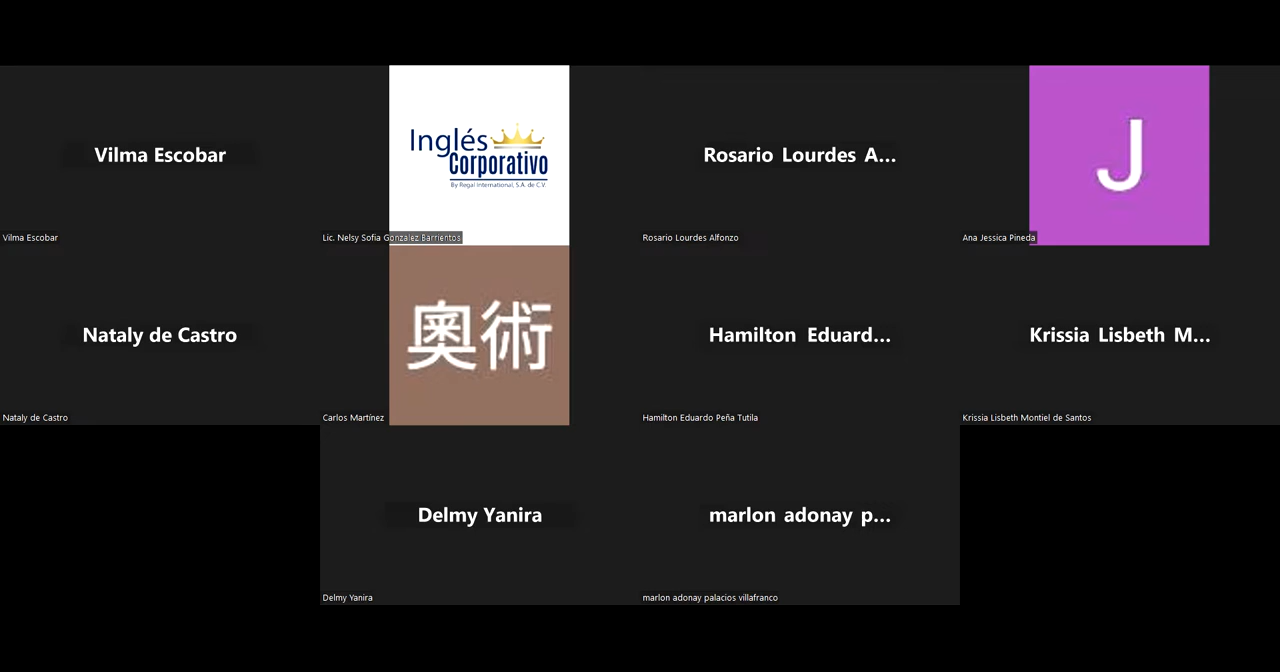 Vilma Escobar
Vilma Escobar
Inglés
Corporativo
By Regal International, S.A. de C.V.
Lic. Nelsy Sofia Gonzalez Barrientos
Rosario Lourdes A...
Rosario Lourdes Alfonzo
J
Ana Jessica Pineda
Nataly de Castro
Nataly de Castro
奧術
Carlos Martínez
Hamilton Eduard...
Hamilton Eduardo Peña Tutila
Krissia Lisbeth M...
Krissia Lisbeth Montiel de Santos
Delmy Yanira
Delmy Yanira
marlon adonay p...
marlon adonay palacios villafranco